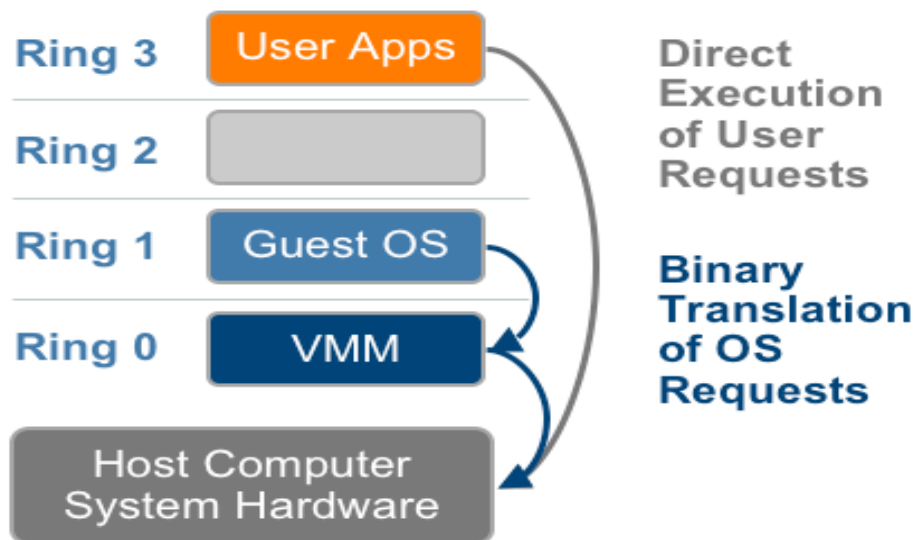 Ring 3
User Apps
Ring 2
Ring 1
Guest OS
Ring 0
VMM
Host Computer
System Hardware
Direct
Execution
of User
Requests
Binary
Translation
of OS
Requests